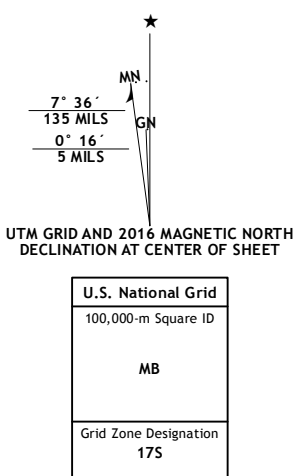 ★
MN
7° 36´
135 MILS
GN
0° 16´
5 MILS
UTM GRID AND 2016 MAGNETIC NORTH
DECLINATION AT CENTER OF SHEET
U.S. National Grid
100,000-m Square ID
MB
Grid Zone Designation
17S